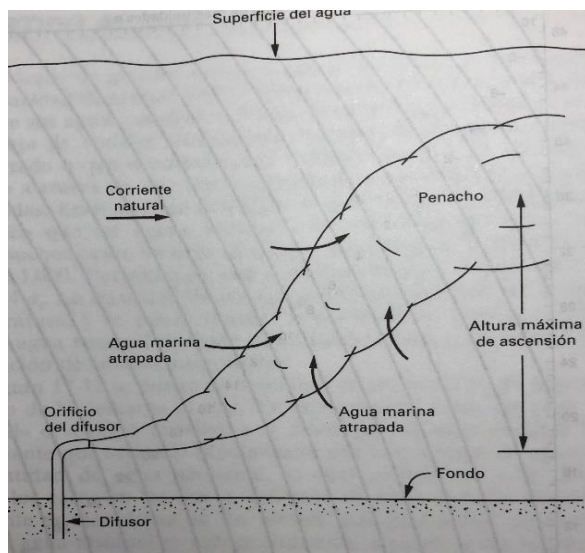 Superficie del agua
Corriente
natural
Penacho
Agua marina
atrapada
Altura máxima
de ascensión
Orificio
del difusor
Agua marina
atrapada
Fondo
Difusor